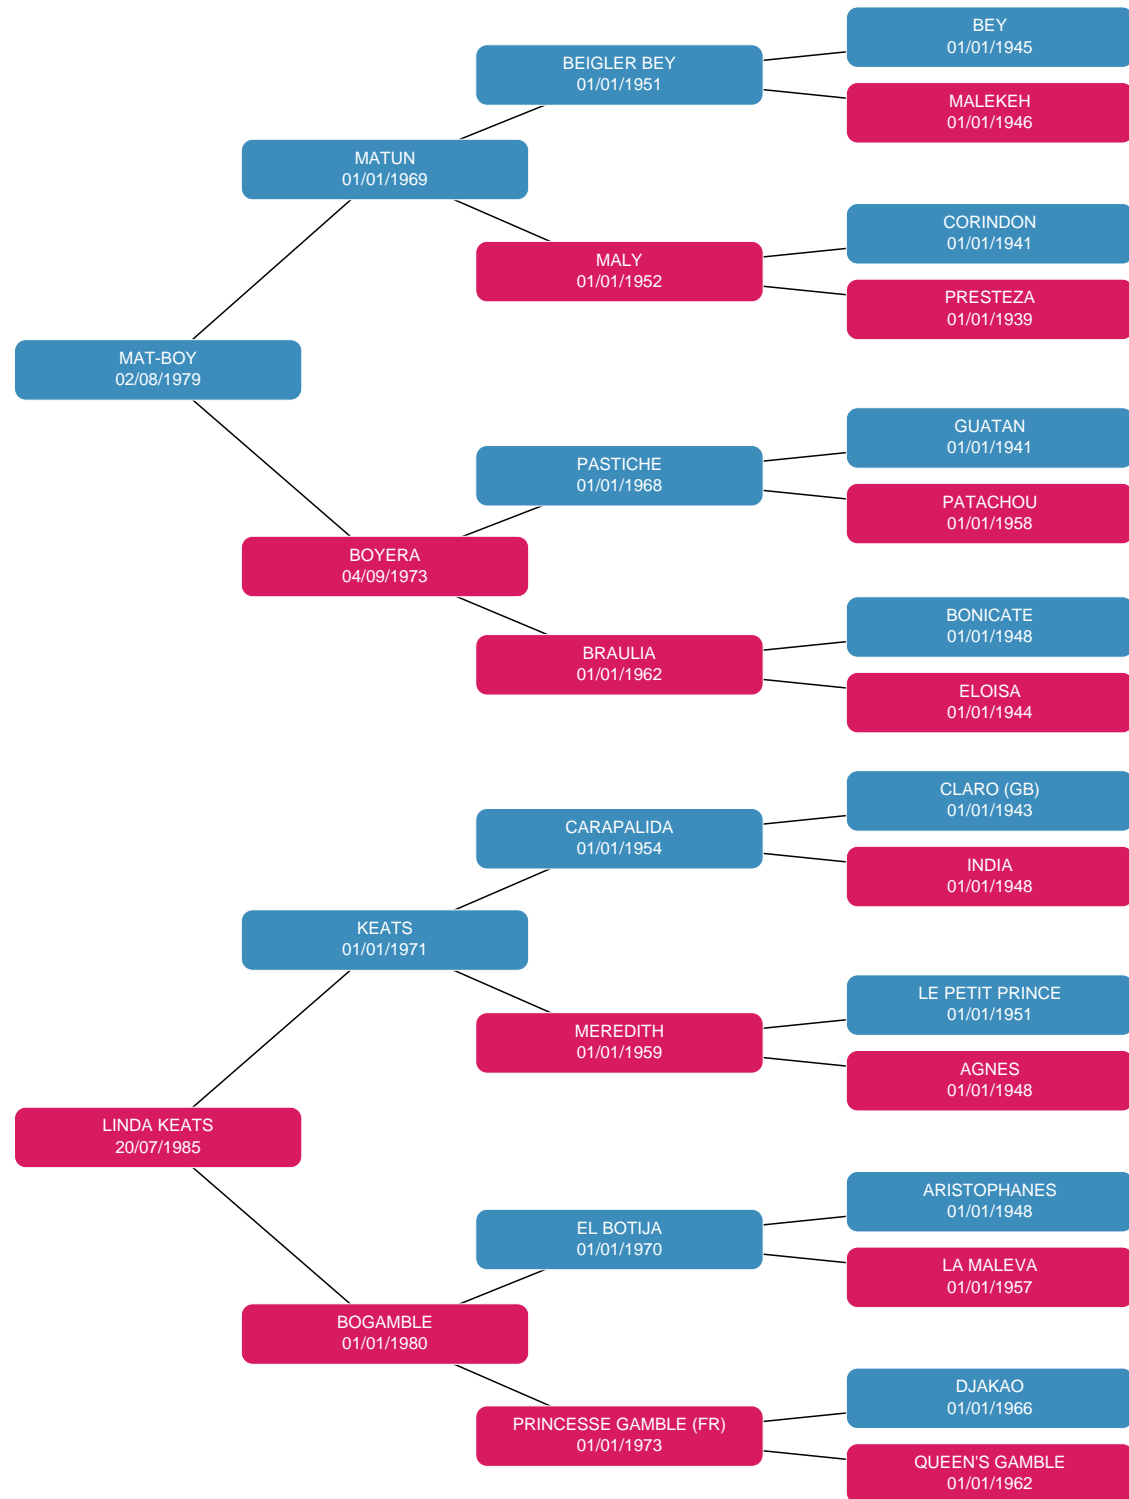 BEY
01/01/1945
BEIGLER BEY
01/01/1951
MALEKEH
01/01/1946
MATUN
01/01/1969
CORINDON
01/01/1941
MALY
01/01/1952
PRESTEZA
01/01/1939
MAT-BOY
02/08/1979
GUATAN
01/01/1941
PASTICHE
01/01/1968
PATACHOU
01/01/1958
BOYERA
04/09/1973
BONICATE
01/01/1948
BRAULIA
01/01/1962
ELOISA
01/01/1944
CLARO (GB)
01/01/1943
CARAPALIDA
01/01/1954
INDIA
01/01/1948
KEATS
01/01/1971
LE PETIT PRINCE
01/01/1951
MEREDITH
01/01/1959
AGNES
01/01/1948
LINDA KEATS
20/07/1985
ARISTOPHANES
01/01/1948
EL BOTIJA
01/01/1970
LA MALEVA
01/01/1957
BOGAMBLE
01/01/1980
DJAKAO
01/01/1966
PRINCESSE GAMBLE (FR)
01/01/1973
QUEEN'S GAMBLE
01/01/1962